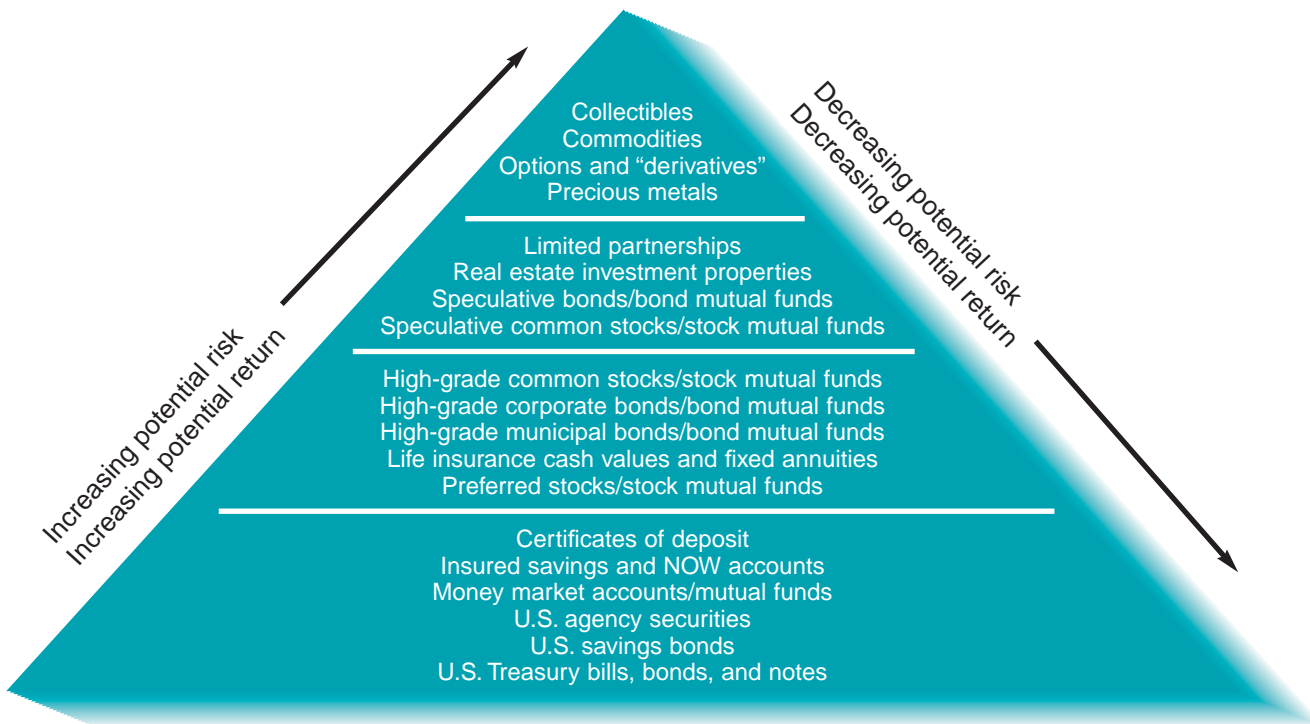 Collectibles
Commodities
Options and “derivatives”
Precious metals
Limited partnerships
Real estate investment properties
Speculative bonds/bond mutual funds
Speculative common stocks/stock mutual funds
High-grade common stocks/stock mutual funds
High-grade corporate bonds/bond mutual funds
High-grade municipal bonds/bond mutual funds
Life insurance cash values and fixed annuities
Preferred stocks/stock mutual funds
Certificates of deposit
Insured savings and NOW accounts
Money market accounts/mutual funds
U.S. agency securities
U.S. savings bonds
U.S. Treasury bills, bonds, and notes
Increasing potential risk
Increasing potential return
Decreasing potential risk
Decreasing potential return